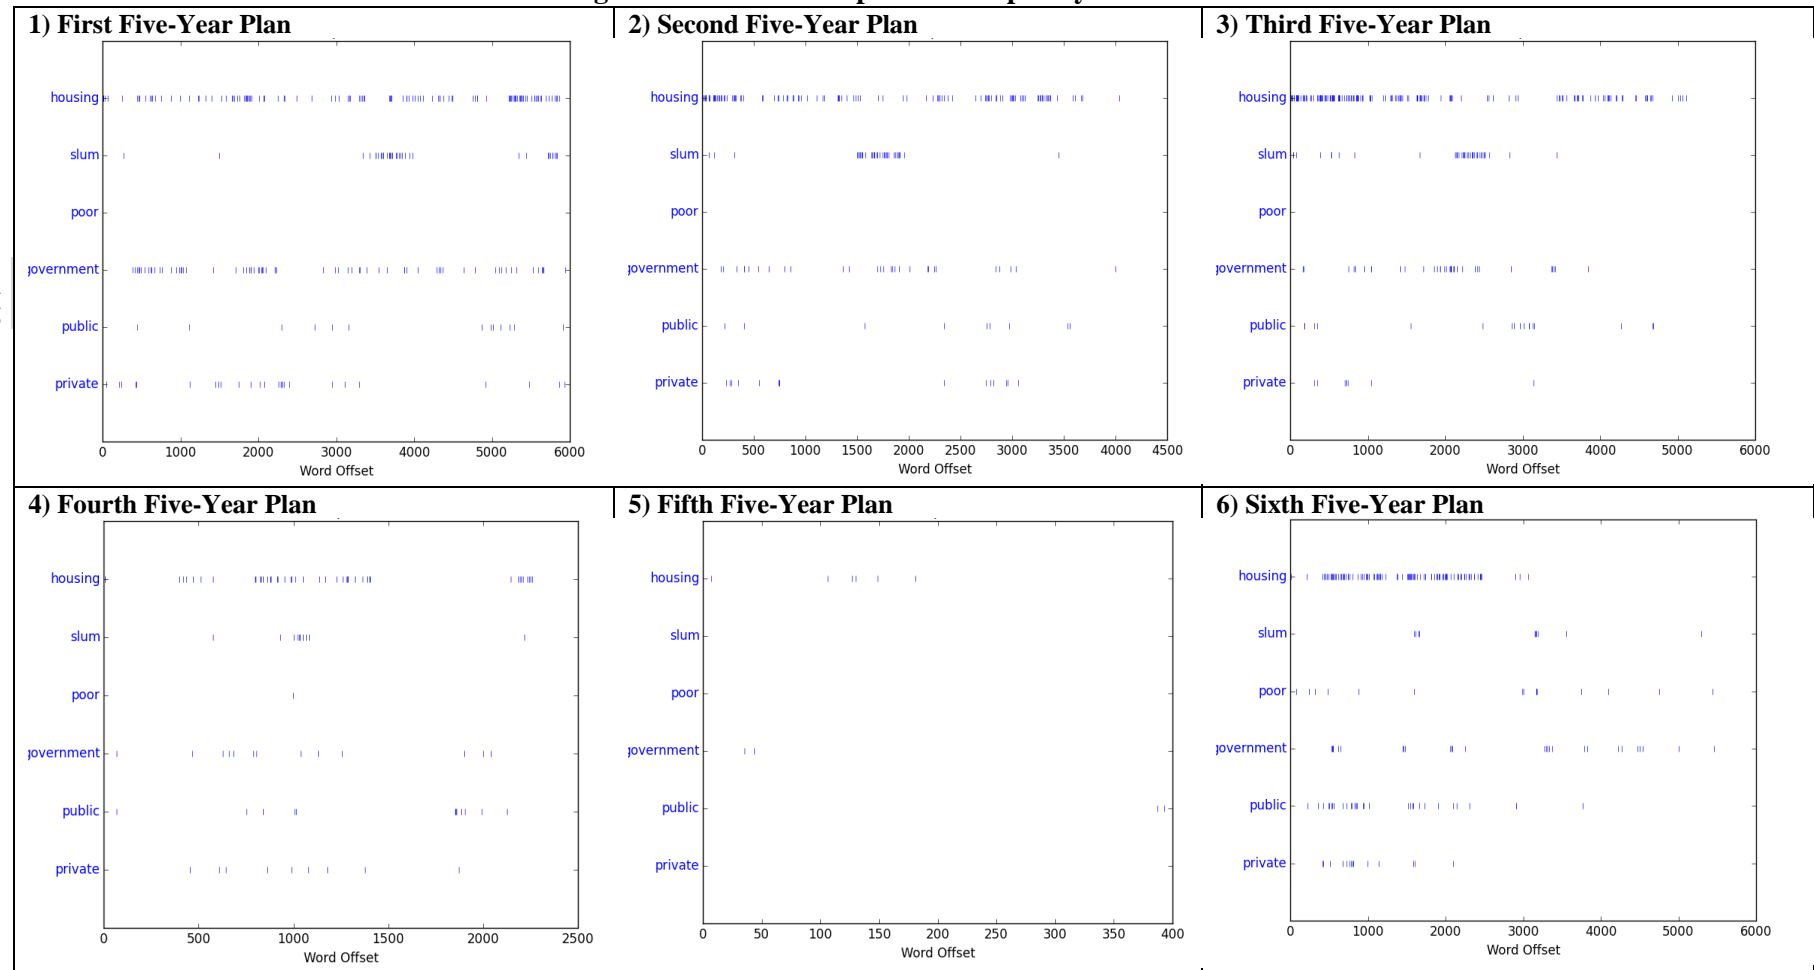 1) First Five-Year Plan
housing
slum
poor
government
public
private
0 1000 2000 3000 4000 5000 6000
Word Offset
2) Second Five-Year Plan
housing
slum
poor
government
public
private
0 500 1000 1500 2000 2500 3000 3500 4000 4500
Word Offset
3) Third Five-Year Plan
housing
slum
poor
government
public
private
0 1000 2000 3000 4000 5000 6000
Word Offset
4) Fourth Five-Year Plan
housing
slum
poor
government
public
private
0 500 1000 1500 2000 2500
Word Offset
5) Fifth Five-Year Plan
housing
slum
poor
government
public
private
0 50 100 150 200 250 300 350 400
Word Offset
6) Sixth Five-Year Plan
housing
slum
poor
government
public
private
0 1000 2000 3000 4000 5000 6000
Word Offset